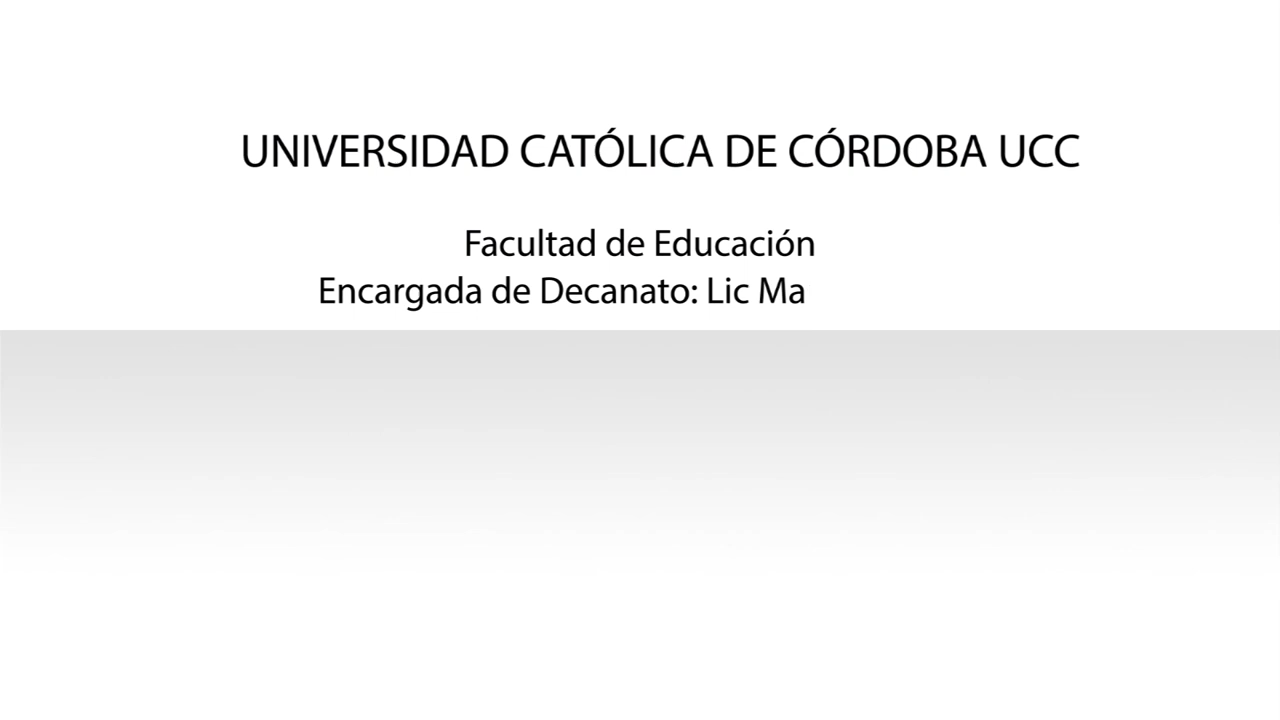 UNIVERSIDAD CATÓLICA DE CÓRDOBA UCC
Facultad de Educación
Encargada de Decanato: Lic Ma